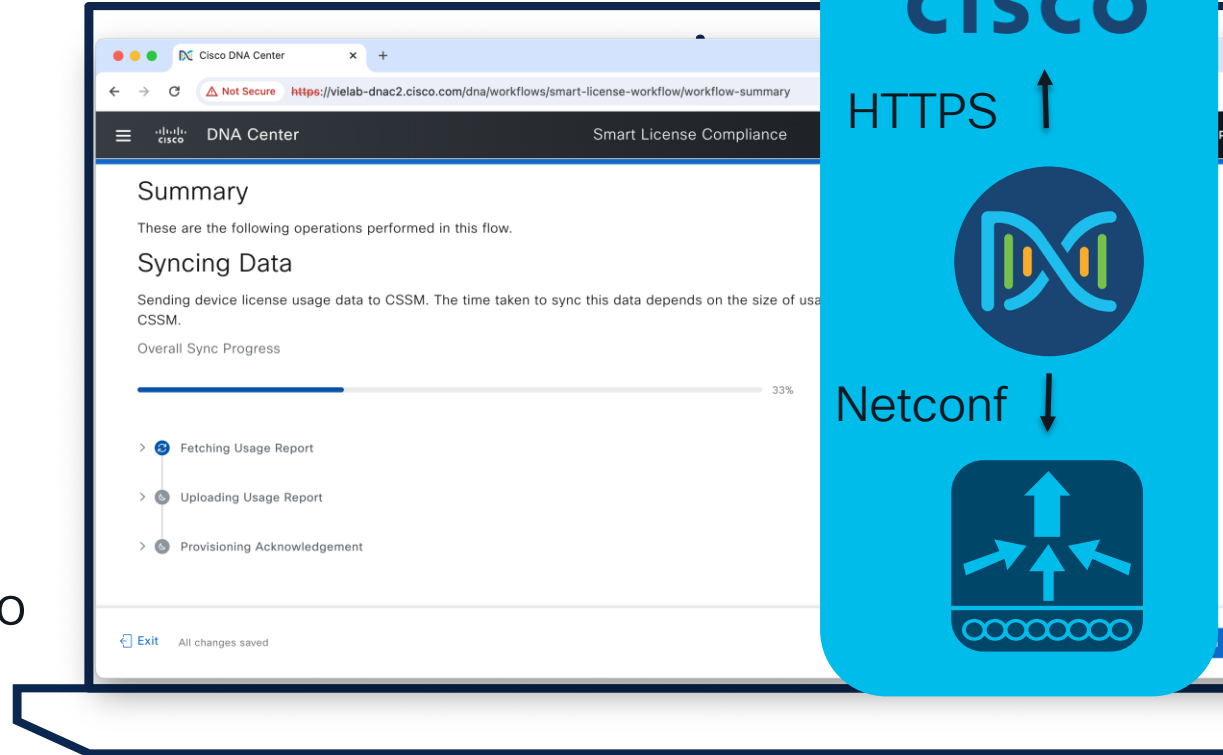 Cisco DNA Center
Not Secure https://vielab-dnac2.cisco.com/dna/workflows/smart-license-workflow/workflow-summary
cisco DNA Center Smart License Compliance
Summary
These are the following operations performed in this flow.
Syncing Data
Sending device license usage data to CSSM. The time taken to sync this data depends on the size of usa
CSSM.
Overall Sync Progress
33%
Fetching Usage Report
Uploading Usage Report
Provisioning Acknowledgement
Exit All changes saved
o
CISCO
HTTPS
Netconf